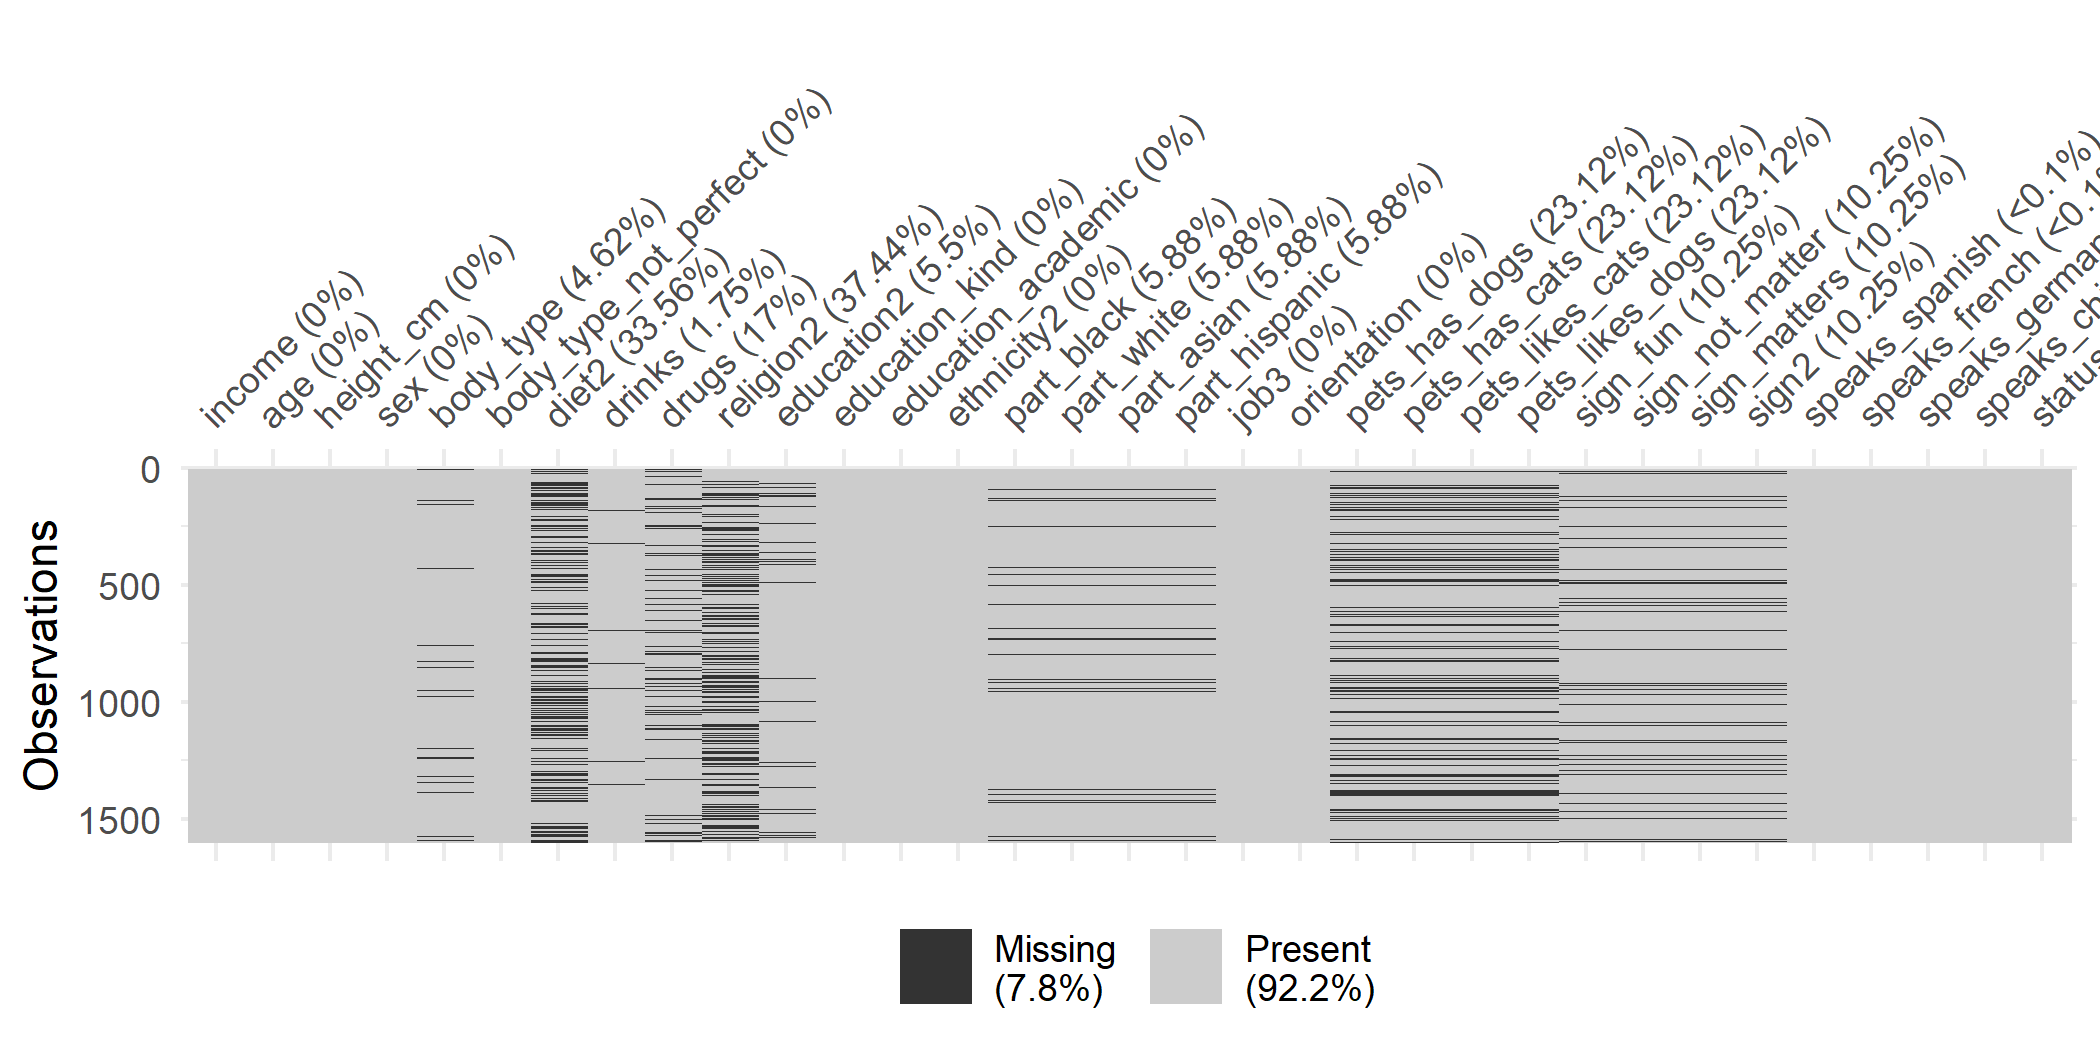 income (0%)
age (0%)
height_cm (0%)
sex (0%)
body_type (4.62%)
body_type_not_perfect (0%)
diet2 (33.56%)
drinks (1.75%)
drugs (17%)
religion2 (37.44%)
education2 (5.5%)
education_kind (0%)
education_academic (0%)
ethnicity2 (0%)
part_black (5.88%)
part_white (5.88%)
part_asian (5.88%)
part_hispanic (5.88%)
job3 (0%)
orientation (0%)
pets_has_dogs (23.12%)
pets_has_cats (23.12%)
pets_likes_cats (23.12%)
pets_likes_dogs (23.12%)
sign_fun (10.25%)
sign_not_matter (10.25%)
sign_matters (10.25%)
sign2 (10.25%)
speaks_spanish (<0.1%)
speaks_french (<0.1%
speaks_german
speaks_chi
status
0
500
1000
1500
Observations
Missing
(7.8%)
Present
(92.2%)